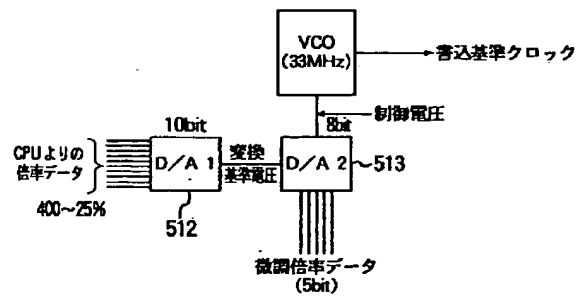 VCO
(33MHz)
書込基準クロック
制御電圧
10bit
8bit
CPUよりの
倍率データ
D/A 1
変換
基準電圧
D/A 2
513
400~25%
512
微調倍率データ
(5bit)